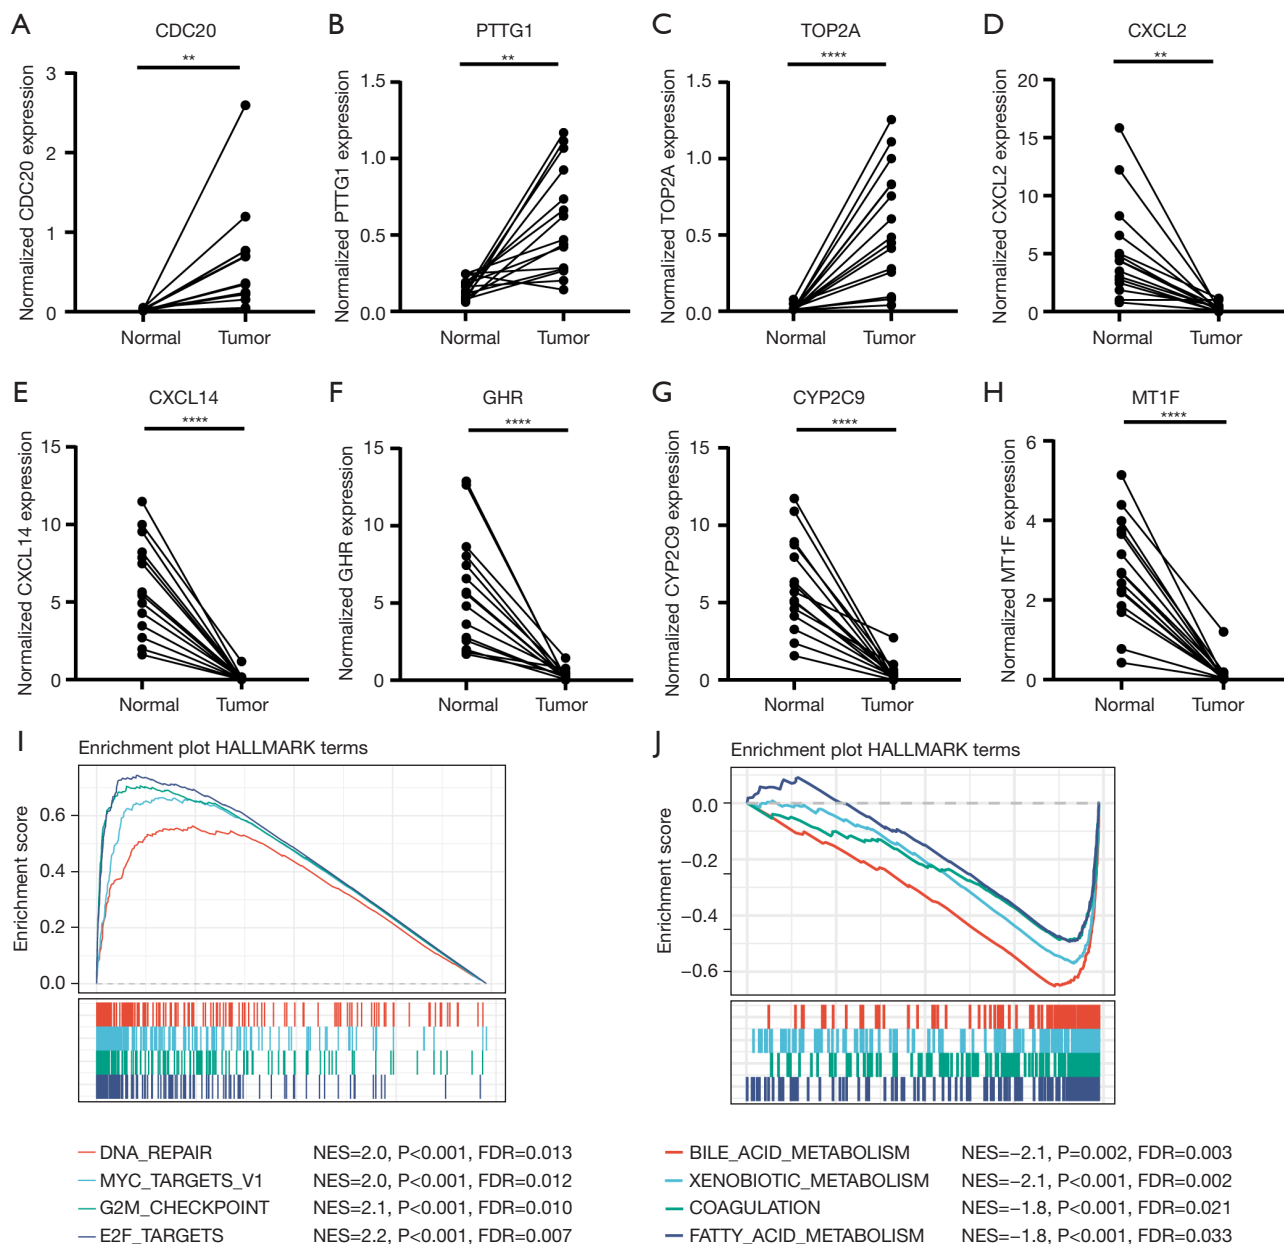 A
CDC20
**
Normalized CDC20 expression
3
2
1
0
Normal Tumor
B
PTTG1
**
Normalized PTTG1 expression
1.5
1.0
0.5
0.0
Normal Tumor
C
TOP2A
****
Normalized TOP2A expression
1.5
1.0
0.5
0.0
Normal Tumor
D
CXCL2
**
Normalized CXCL2 expression
20
15
10
5
0
Normal Tumor
E
CXCL14
****
Normalized CXCL14 expression
15
10
5
0
Normal Tumor
F
GHR
****
Normalized GHR expression
15
10
5
0
Normal Tumor
G
CYP2C9
****
Normalized CYP2C9 expression
15
10
5
0
Normal Tumor
H
MT1F
****
Normalized MT1F expression
6
4
2
0
Normal Tumor
I
Enrichment plot HALLMARK terms
Enrichment score
0.6
0.4
0.2
0.0
DNA_REPAIR NES=2.0, P<0.001, FDR=0.013
MYC_TARGETS_V1 NES=2.0, P<0.001, FDR=0.012
G2M_CHECKPOINT NES=2.1, P<0.001, FDR=0.010
E2F_TARGETS NES=2.2, P<0.001, FDR=0.007
J
Enrichment plot HALLMARK terms
Enrichment score
0.0
−0.2
−0.4
−0.6
BILE_ACID_METABOLISM NES=−2.1, P=0.002, FDR=0.003
XENOBIOTIC_METABOLISM NES=−2.1, P<0.001, FDR=0.002
COAGULATION NES=−1.8, P<0.001, FDR=0.021
FATTY_ACID_METABOLISM NES=−1.8, P<0.001, FDR=0.033